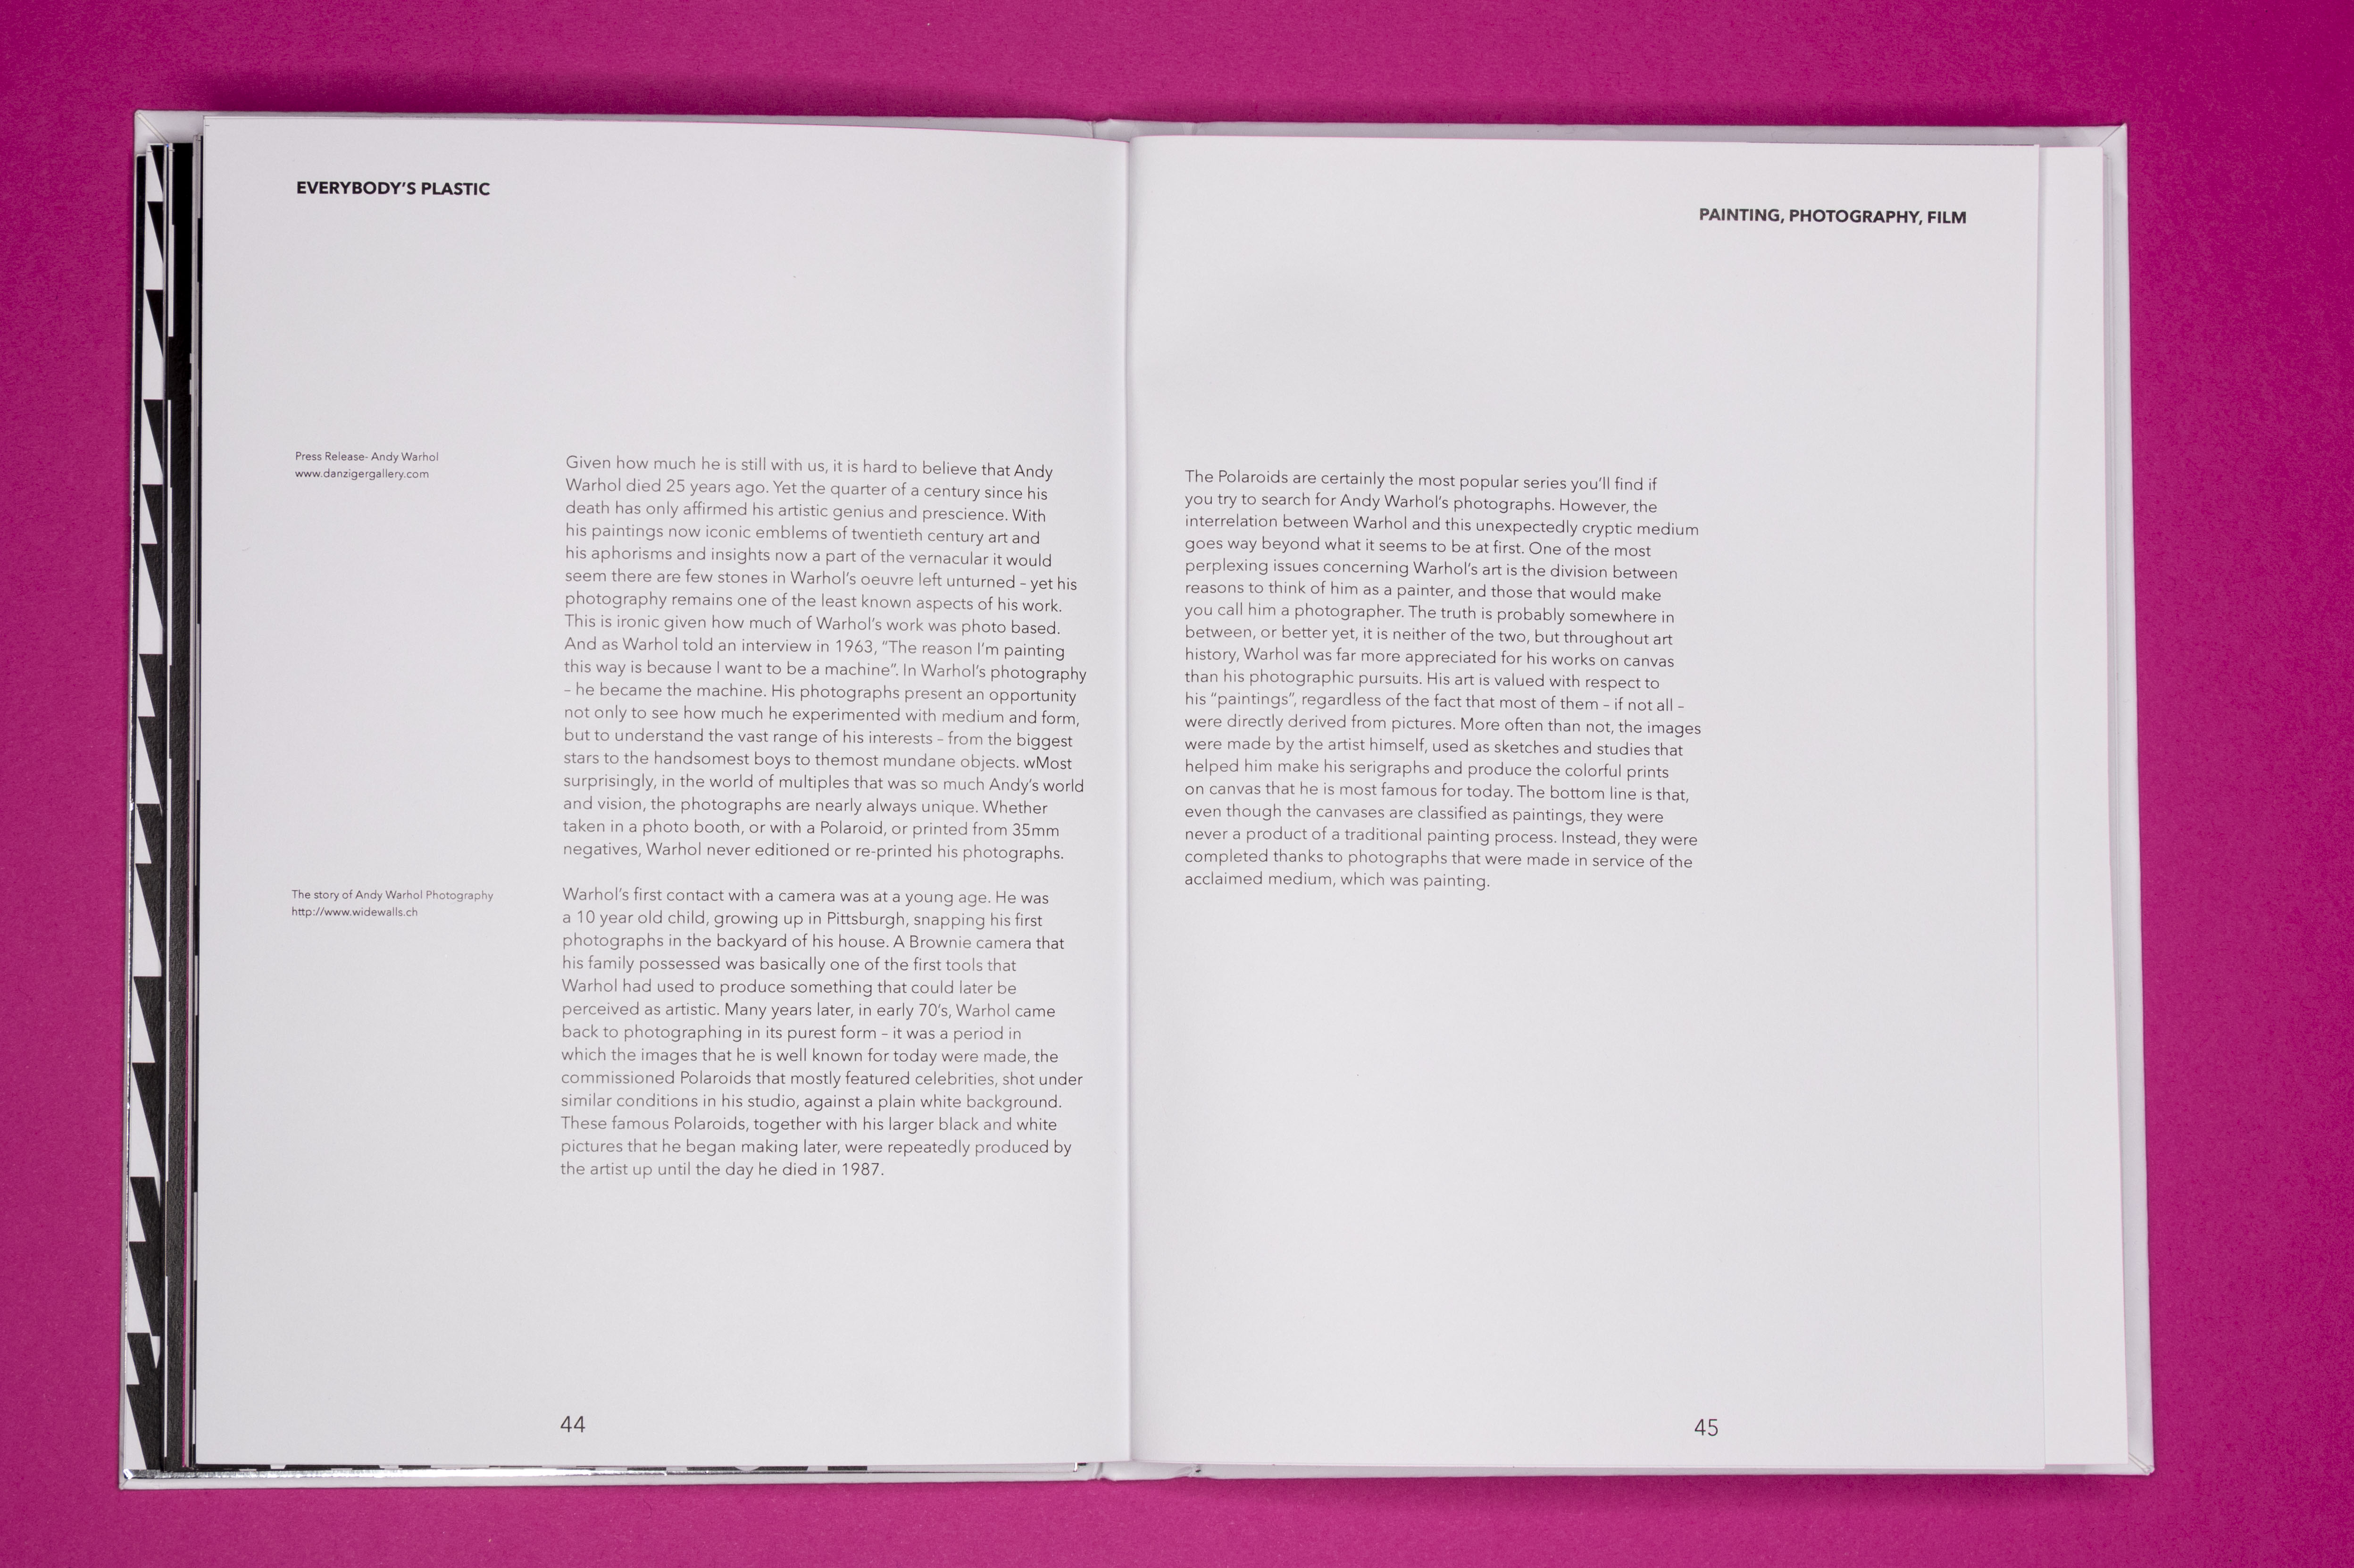 EVERYBODY’S PLASTIC
Press Release- Andy Warhol
www.danzigergallery.com
Given how much he is still with us, it is hard to believe that Andy
Warhol died 25 years ago. Yet the quarter of a century since his
death has only affirmed his artistic genius and prescience. With
his paintings now iconic emblems of twentieth century art and
his aphorisms and insights now a part of the vernacular it would
seem there are few stones in Warhol’s oeuvre left unturned – yet his
photography remains one of the least known aspects of his work.
This is ironic given how much of Warhol’s work was photo based.
And as Warhol told an interview in 1963, “The reason I’m painting
this way is because I want to be a machine”. In Warhol’s photography
– he became the machine. His photographs present an opportunity
not only to see how much he experimented with medium and form,
but to understand the vast range of his interests – from the biggest
stars to the handsomest boys to themost mundane objects. wMost
surprisingly, in the world of multiples that was so much Andy’s world
and vision, the photographs are nearly always unique. Whether
taken in a photo booth, or with a Polaroid, or printed from 35mm
negatives, Warhol never editioned or re-printed his photographs.
The story of Andy Warhol Photography
http://www.widewalls.ch
Warhol’s first contact with a camera was at a young age. He was
a 10 year old child, growing up in Pittsburgh, snapping his first
photographs in the backyard of his house. A Brownie camera that
his family possessed was basically one of the first tools that
Warhol had used to produce something that could later be
perceived as artistic. Many years later, in early 70’s, Warhol came
back to photographing in its purest form – it was a period in
which the images that he is well known for today were made, the
commissioned Polaroids that mostly featured celebrities, shot under
similar conditions in his studio, against a plain white background.
These famous Polaroids, together with his larger black and white
pictures that he began making later, were repeatedly produced by
the artist up until the day he died in 1987.
44
PAINTING, PHOTOGRAPHY, FILM
The Polaroids are certainly the most popular series you’ll find if
you try to search for Andy Warhol’s photographs. However, the
interrelation between Warhol and this unexpectedly cryptic medium
goes way beyond what it seems to be at first. One of the most
perplexing issues concerning Warhol’s art is the division between
reasons to think of him as a painter, and those that would make
you call him a photographer. The truth is probably somewhere in
between, or better yet, it is neither of the two, but throughout art
history, Warhol was far more appreciated for his works on canvas
than his photographic pursuits. His art is valued with respect to
his “paintings”, regardless of the fact that most of them – if not all –
were directly derived from pictures. More often than not, the images
were made by the artist himself, used as sketches and studies that
helped him make his serigraphs and produce the colorful prints
on canvas that he is most famous for today. The bottom line is that,
even though the canvases are classified as paintings, they were
never a product of a traditional painting process. Instead, they were
completed thanks to photographs that were made in service of the
acclaimed medium, which was painting.
45